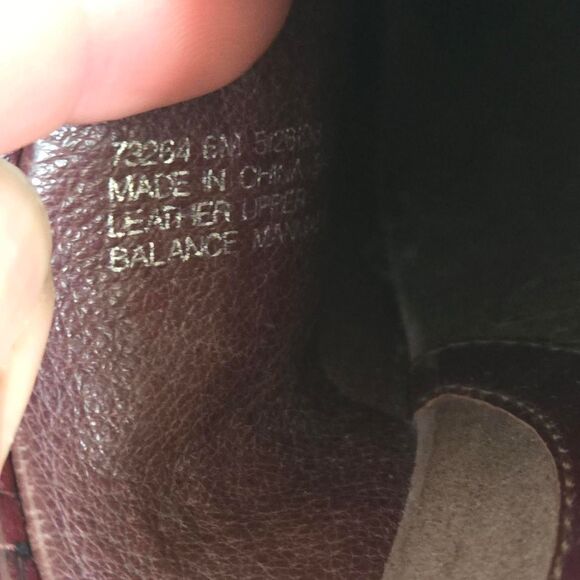 73264 6M
MADE IN CHINA
LEATHER UPPER
BALANCE